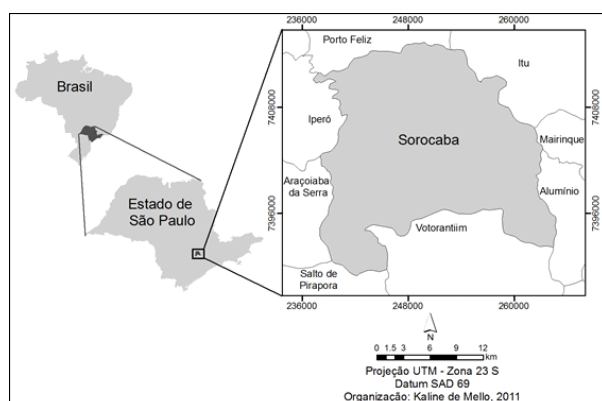 236000 248000 260000
Porto Feliz
Itu
Brasil
7408000 7408000
Iperó
Sorocaba
Mairinque
Araçoiaba
da Serra
Alumínio
Estado de
São Paulo
7396000 7396000
Votorantiim
Salto de
Pirapora
236000 248000 260000
N
0 1.5 3 6 9 12
km
Projeção UTM - Zona 23 S
Datum SAD 69
Organização: Kaline de Mello, 2011